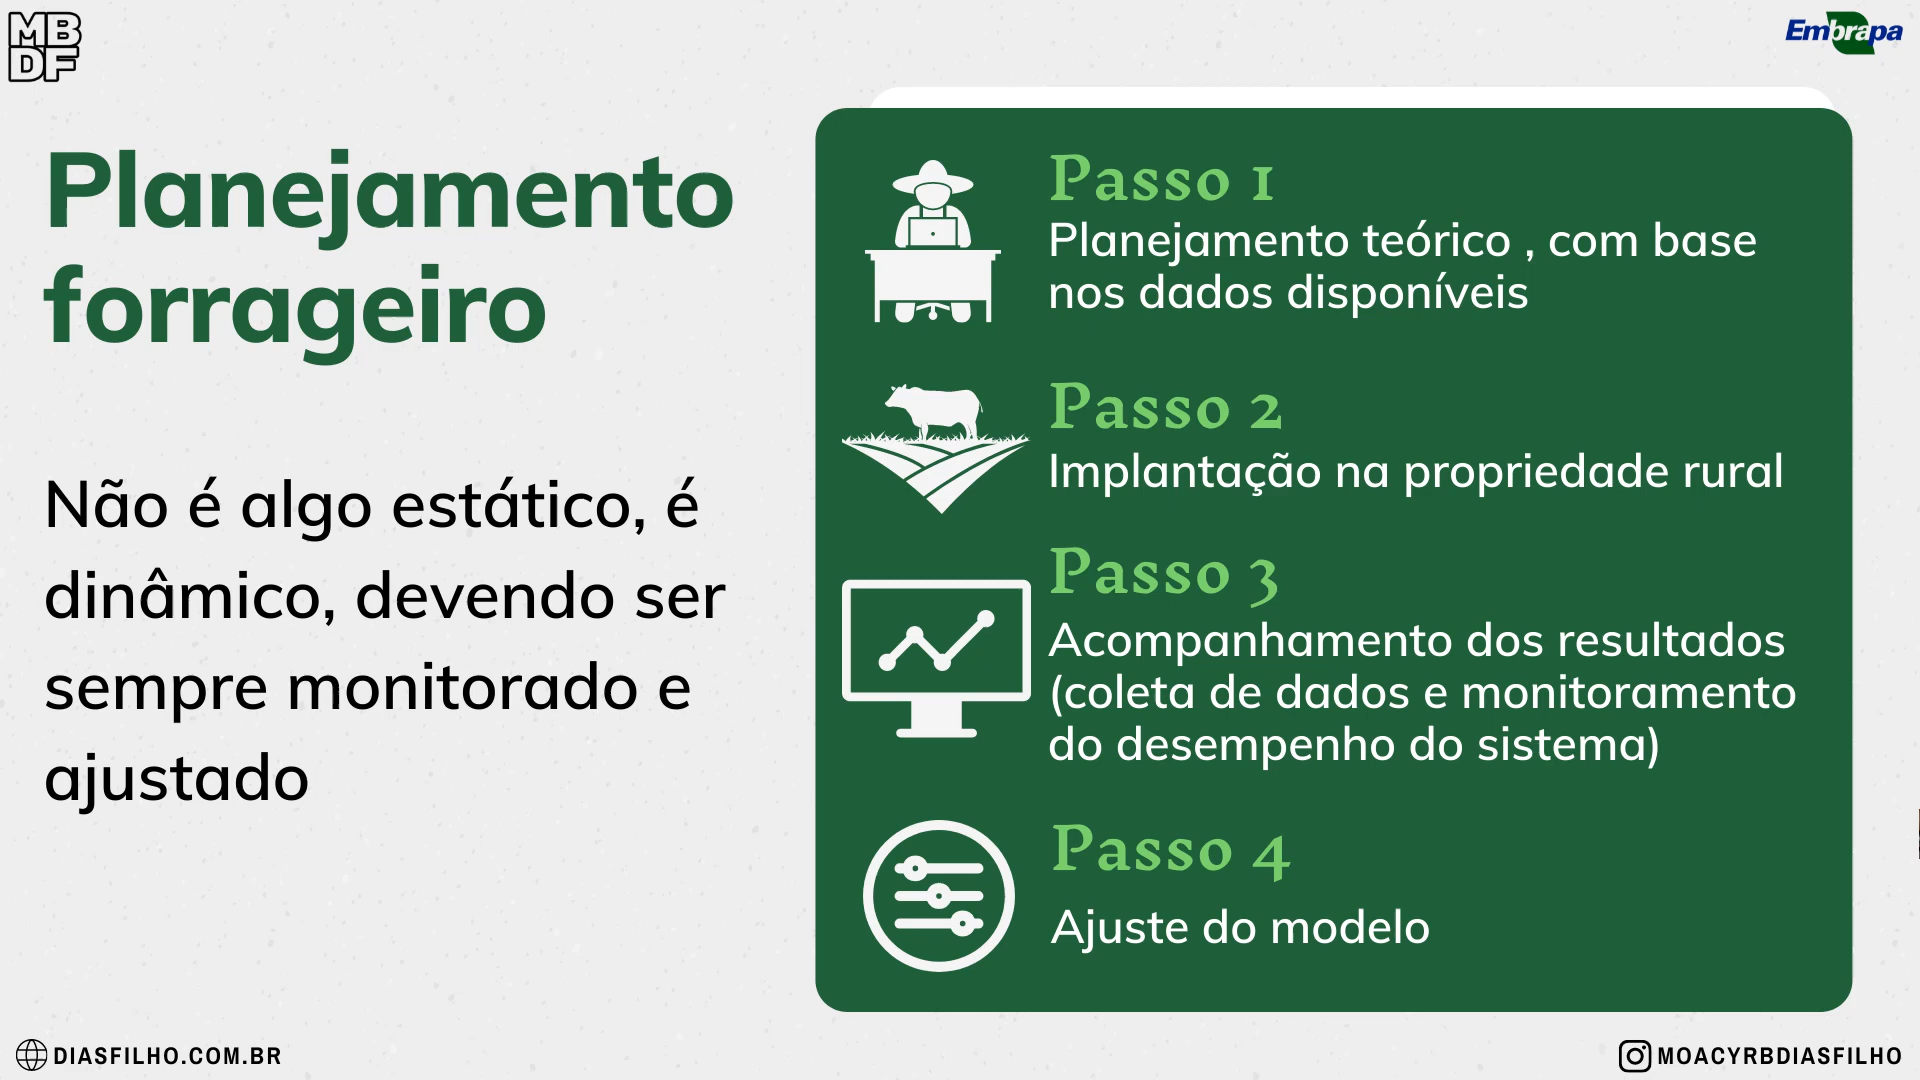 MB
DF
Embrapa
Planejamento
forrageiro
Não é algo estático, é
dinâmico, devendo ser
sempre monitorado e
ajustado
Passo 1
Planejamento teórico , com base
nos dados disponíveis
Passo 2
Implantação na propriedade rural
Passo 3
Acompanhamento dos resultados
(coleta de dados e monitoramento
do desempenho do sistema)
Passo 4
Ajuste do modelo
DIASFILHO.COM.BR
MOACYRBDIASFILHO